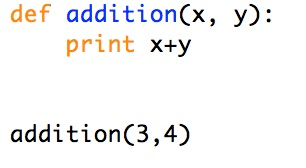 def addition(x, y):
    print x+y
addition(3,4)